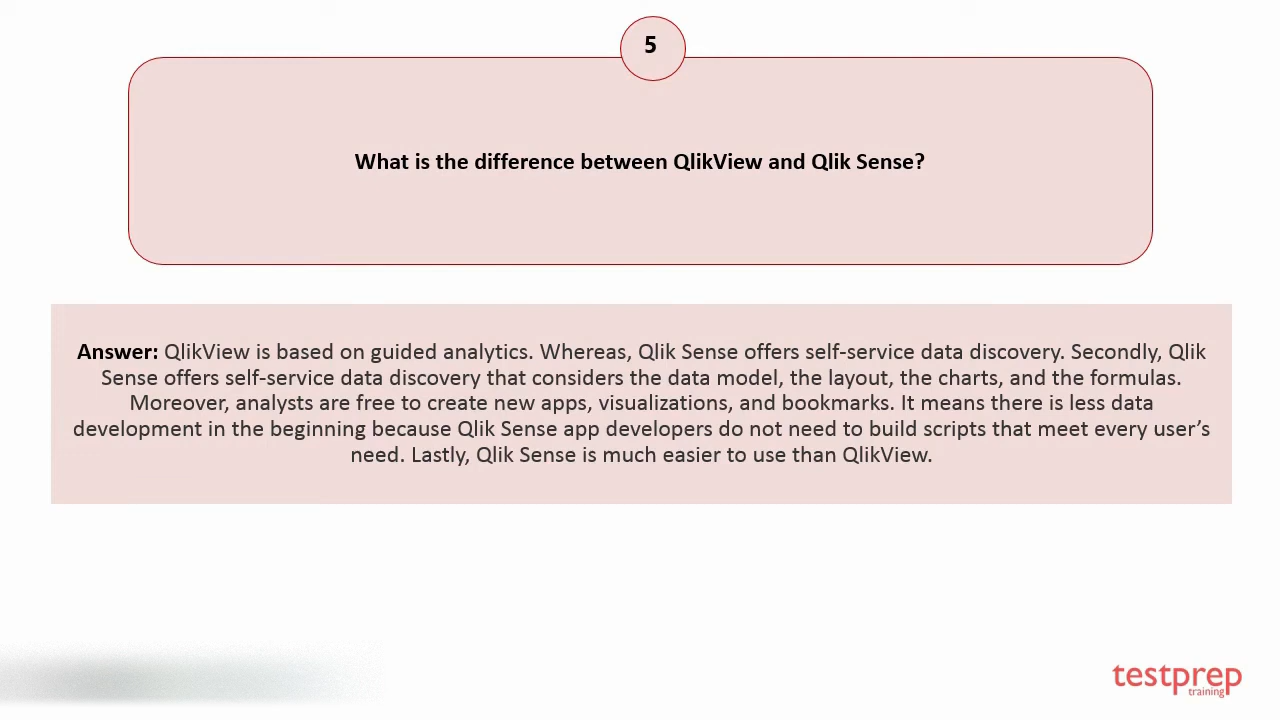 5
What is the difference between QlikView and Qlik Sense?
Answer: QlikView is based on guided analytics. Whereas, Qlik Sense offers self-service data discovery. Secondly, Qlik
Sense offers self-service data discovery that considers the data model, the layout, the charts, and the formulas.
Moreover, analysts are free to create new apps, visualizations, and bookmarks. It means there is less data
development in the beginning because Qlik Sense app developers do not need to build scripts that meet every user’s
need. Lastly, Qlik Sense is much easier to use than QlikView.
testprep
training